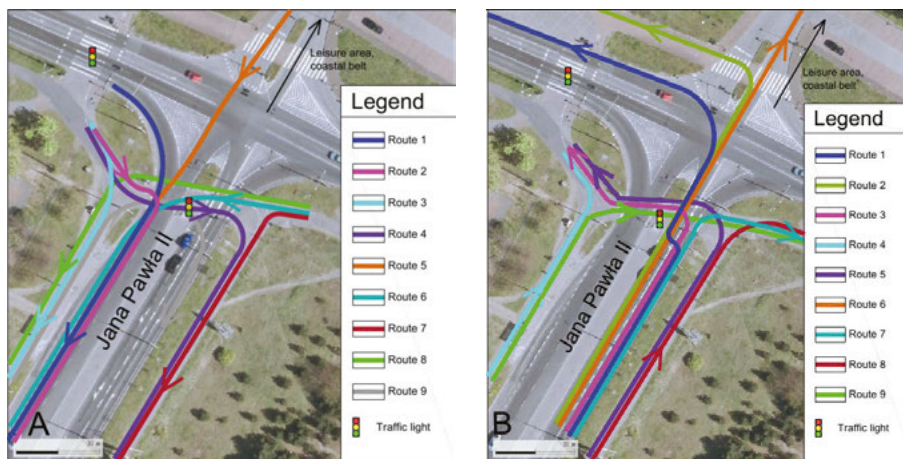 Leisure area,
coastal belt
Legend
Route 1
Route 2
Route 3
Route 4
Route 5
Route 6
Route 7
Route 8
Route 9
Traffic light
Jana Pawła II
A
Leisure area,
coastal belt
Legend
Route 1
Route 2
Route 3
Route 4
Route 5
Route 6
Route 7
Route 8
Route 9
Traffic light
Jana Pawła II
B